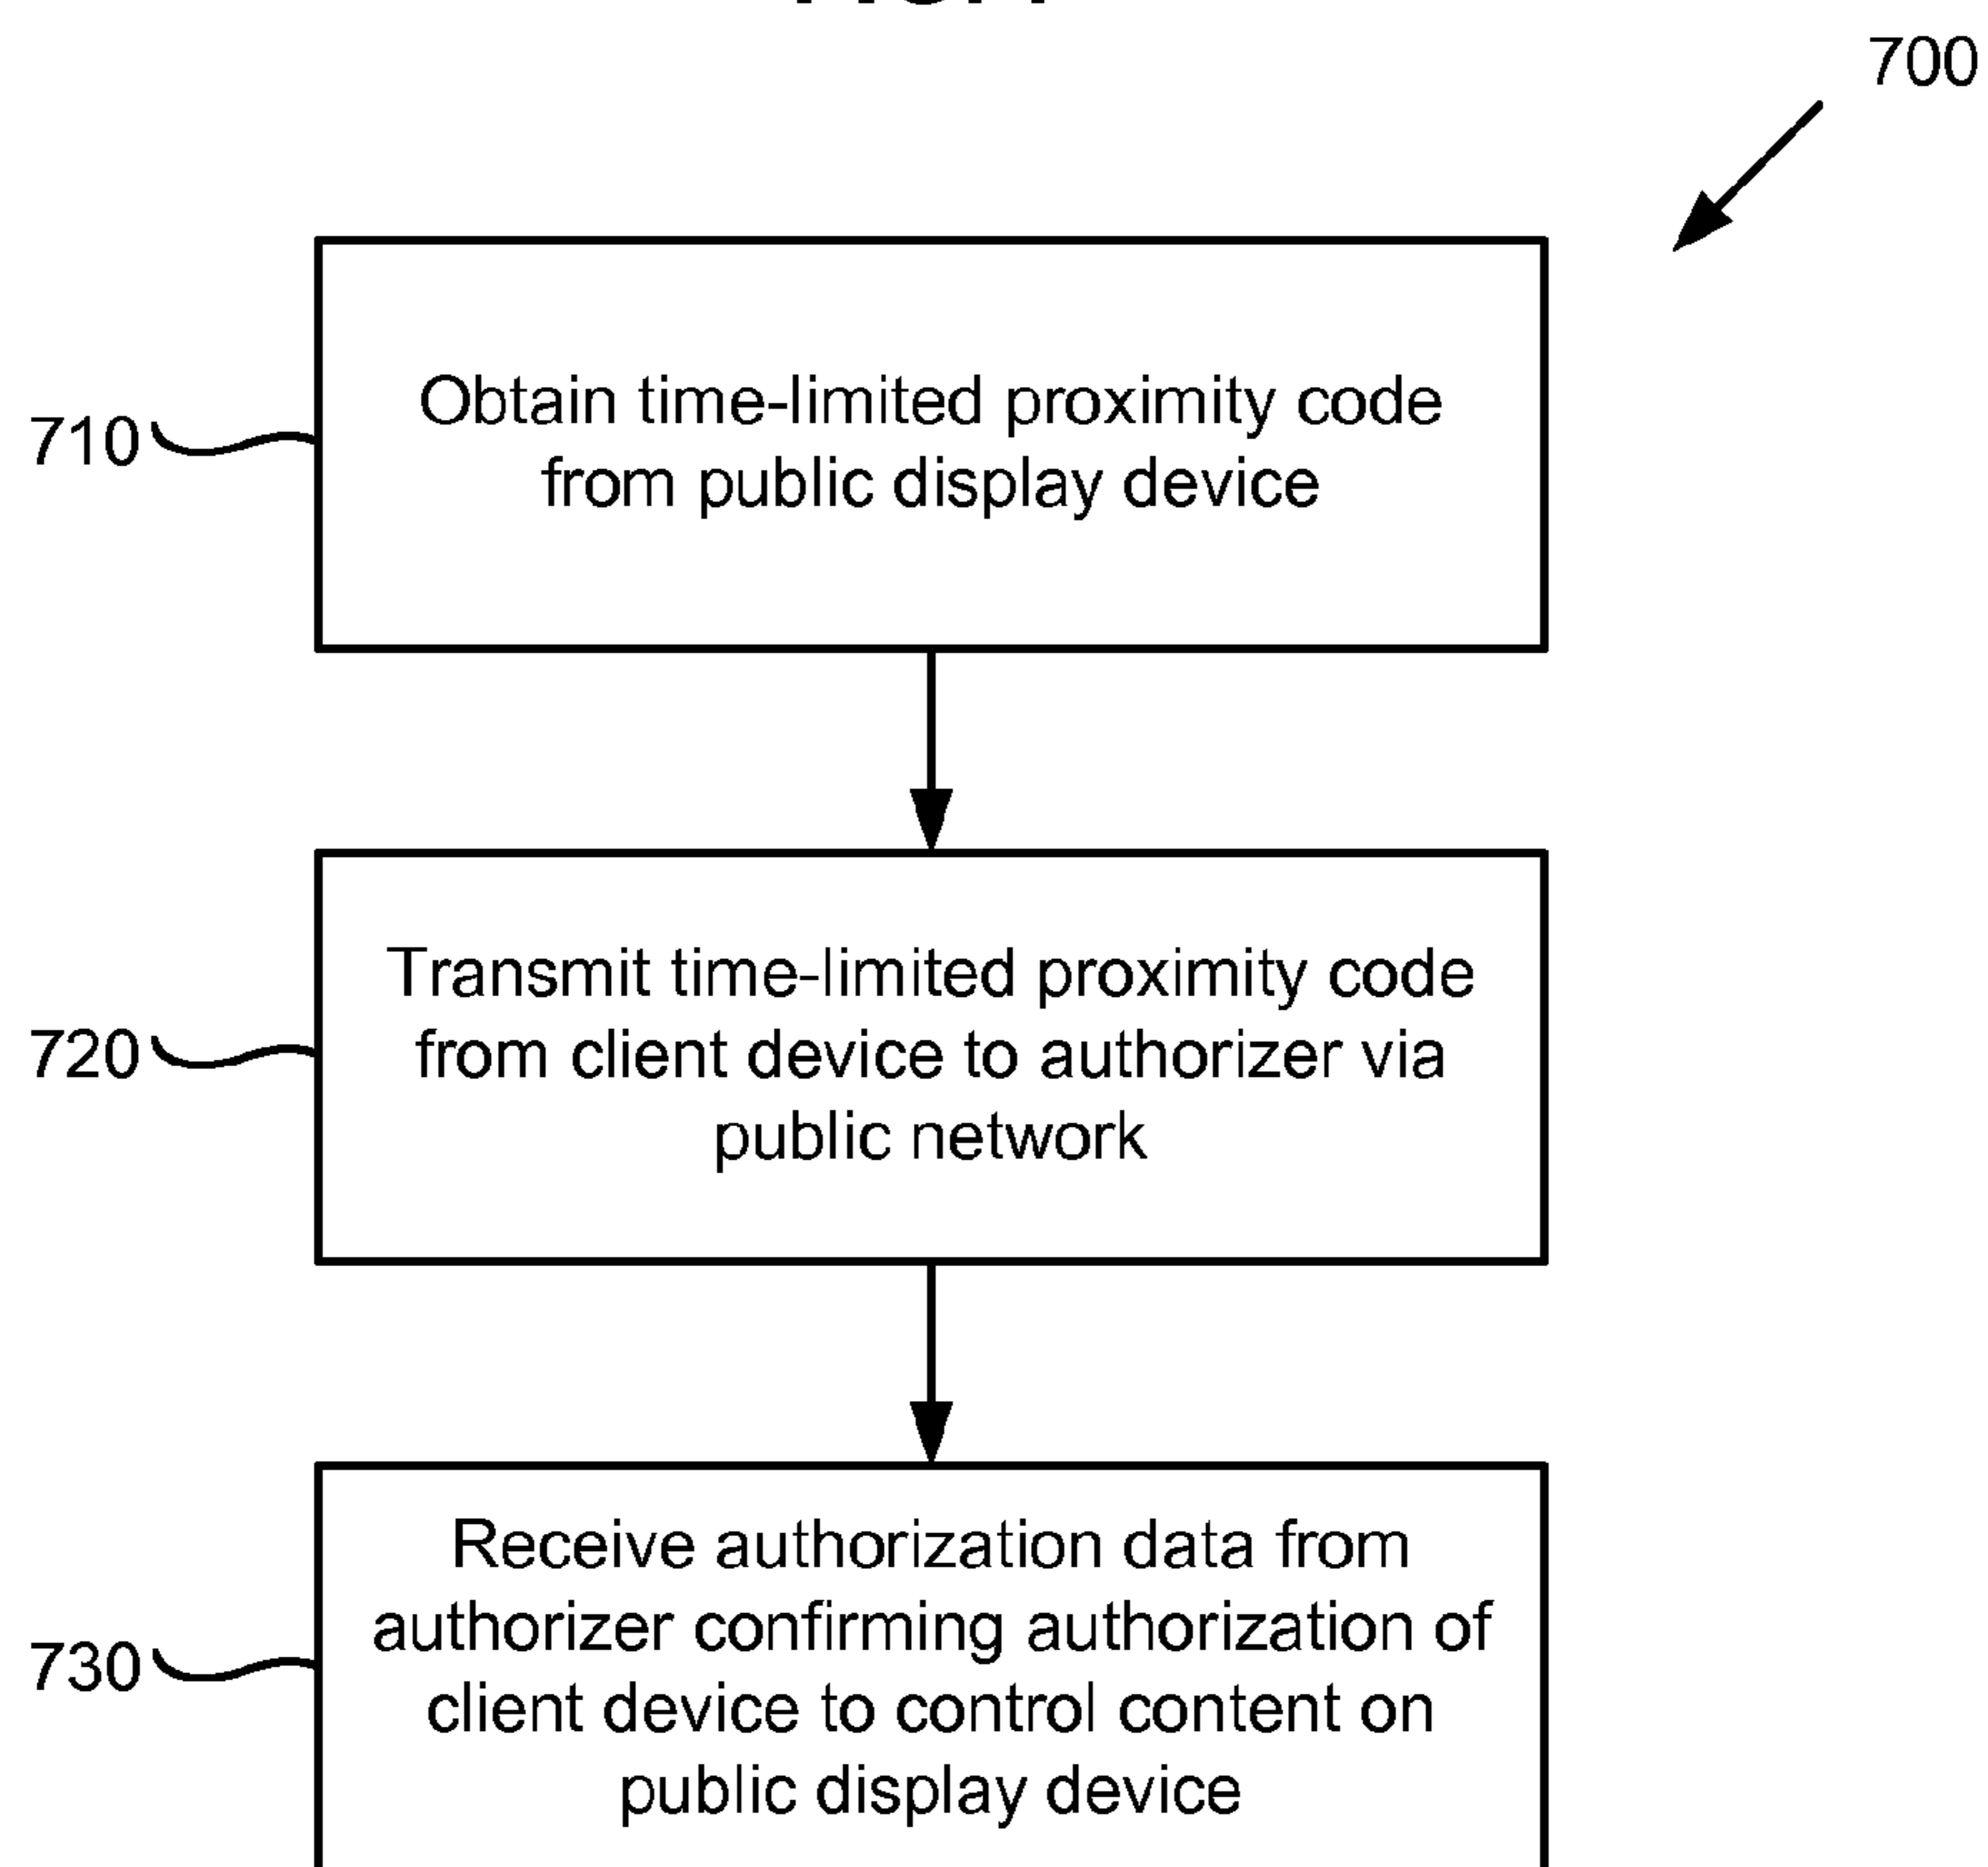 700
710
Obtain time-limited proximity code
from public display device
720
Transmit time-limited proximity code
from client device to authorizer via
public network
730
Receive authorization data from
authorizer confirming authorization of
client device to control content on
public display device